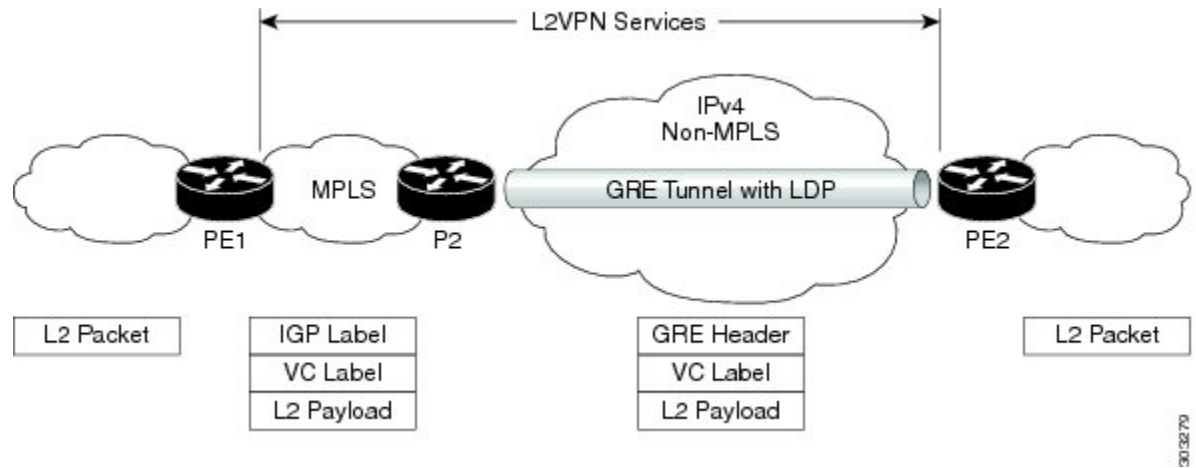 L2VPN Services
IPv4
Non-MPLS
MPLS
GRE Tunnel with LDP
PE1
P2
PE2
L2 Packet
IGP Label
VC Label
L2 Payload
GRE Header
VC Label
L2 Payload
L2 Packet
303279